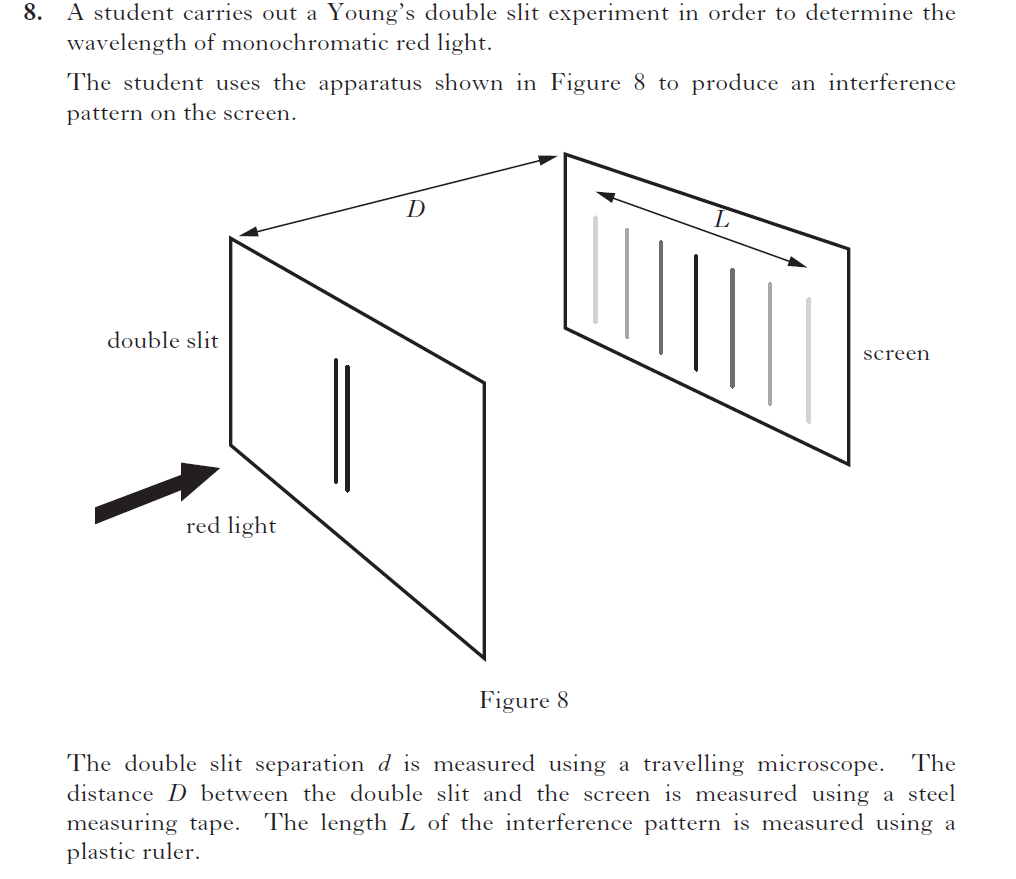 8. A student carries out a Young's double slit experiment in order to determine the
wavelength of monochromatic red light.
The student uses the apparatus shown in Figure 8 to produce an interference
pattern on the screen.
D
L
double slit
screen
red light
Figure 8
The double slit separation d is measured using a travelling microscope. The
distance D between the double slit and the screen is measured using a steel
measuring tape. The length L of the interference pattern is measured using a
plastic ruler.